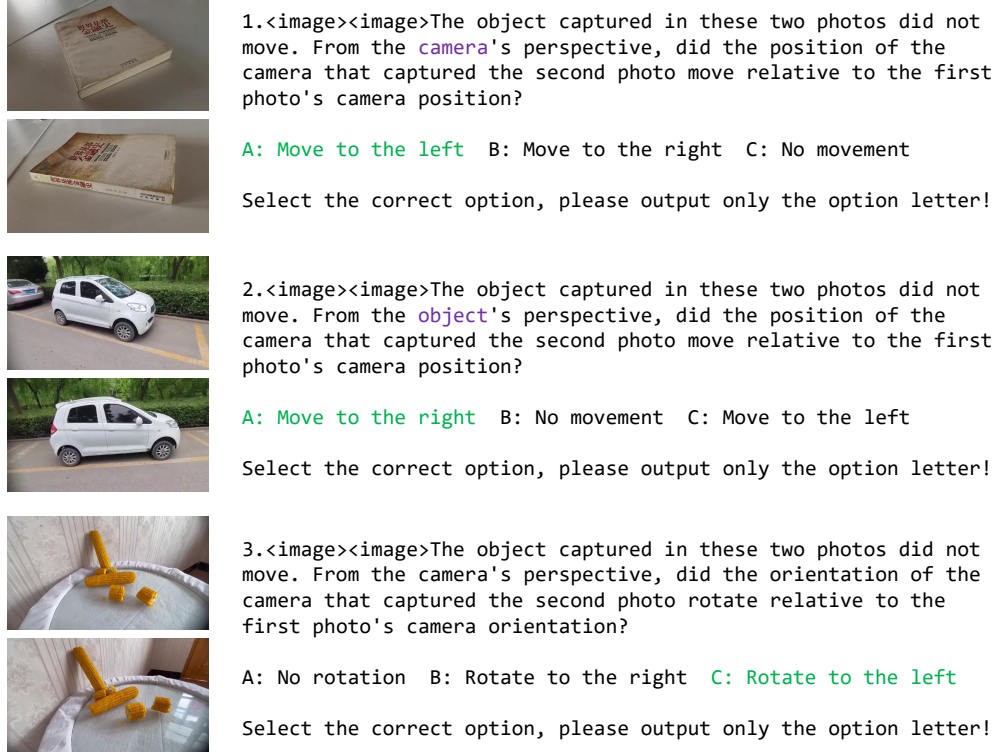 1.<image><image>The object captured in these two photos did not
move. From the camera's perspective, did the position of the
camera that captured the second photo move relative to the first
photo's camera position?
A: Move to the left  B: Move to the right  C: No movement
Select the correct option, please output only the option letter!
2.<image><image>The object captured in these two photos did not
move. From the object's perspective, did the position of the
camera that captured the second photo move relative to the first
photo's camera position?
A: Move to the right  B: No movement  C: Move to the left
Select the correct option, please output only the option letter!
3.<image><image>The object captured in these two photos did not
move. From the camera's perspective, did the orientation of the
camera that captured the second photo rotate relative to the
first photo's camera orientation?
A: No rotation  B: Rotate to the right  C: Rotate to the left
Select the correct option, please output only the option letter!